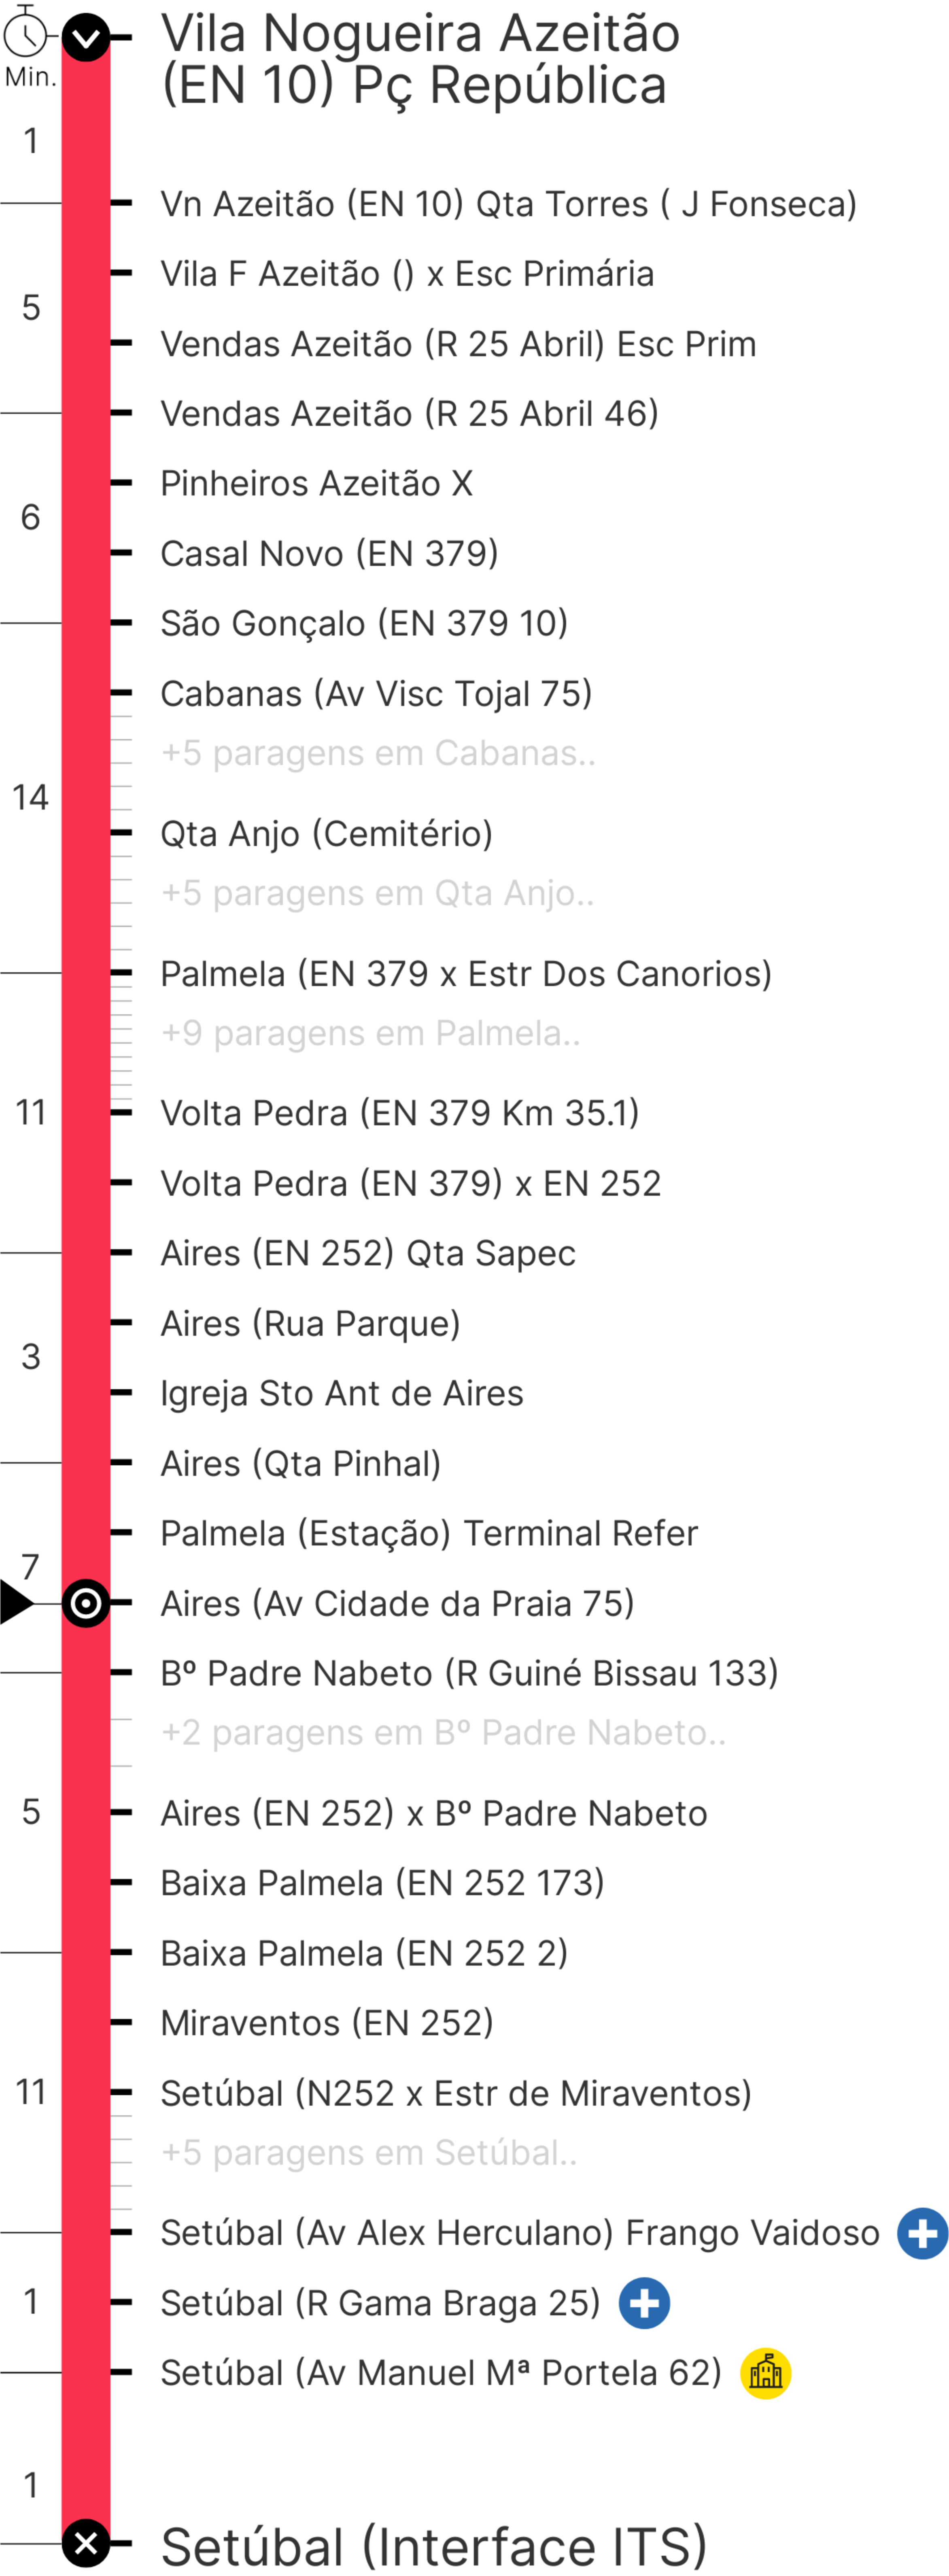 Vila Nogueira Azeitão
(EN 10) Pç República
Min.
1
Vn Azeitão (EN 10) Qta Torres ( J Fonseca)
Vila F Azeitão () x Esc Primária
5
Vendas Azeitão (R 25 Abril) Esc Prim
Vendas Azeitão (R 25 Abril 46)
Pinheiros Azeitão X
6
Casal Novo (EN 379)
São Gonçalo (EN 379 10)
Cabanas (Av Visc Tojal 75)
+5 paragens em Cabanas..
14
Qta Anjo (Cemitério)
+5 paragens em Qta Anjo..
Palmela (EN 379 x Estr Dos Canorios)
+9 paragens em Palmela..
11
Volta Pedra (EN 379 Km 35.1)
Volta Pedra (EN 379) x EN 252
Aires (EN 252) Qta Sapec
Aires (Rua Parque)
3
Igreja Sto Ant de Aires
Aires (Qta Pinhal)
Palmela (Estação) Terminal Refer
7
Aires (Av Cidade da Praia 75)
Bº Padre Nabeto (R Guiné Bissau 133)
+2 paragens em Bº Padre Nabeto..
5
Aires (EN 252) x Bº Padre Nabeto
Baixa Palmela (EN 252 173)
Baixa Palmela (EN 252 2)
Miraventos (EN 252)
11
Setúbal (N252 x Estr de Miraventos)
+5 paragens em Setúbal..
Setúbal (Av Alex Herculano) Frango Vaidoso
1
Setúbal (R Gama Braga 25)
Setúbal (Av Manuel Mª Portela 62)
1
Setúbal (Interface ITS)